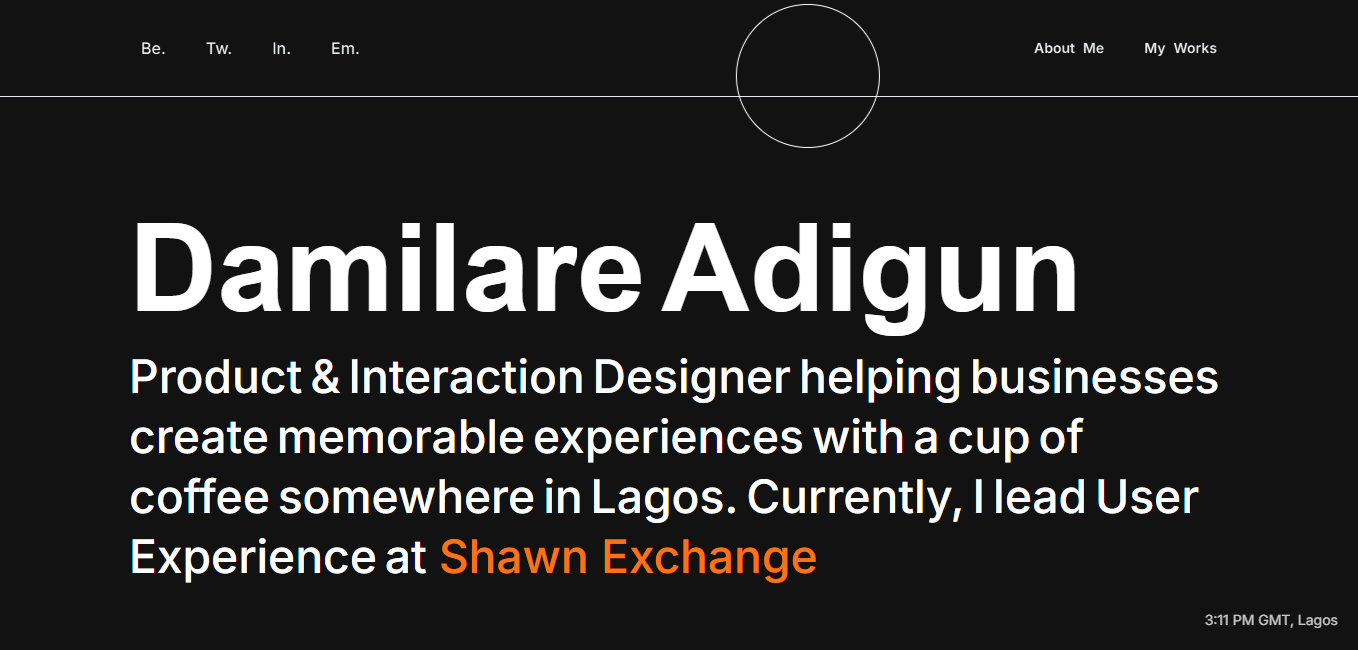 Be. Tw. In. Em. About Me My Works
Damilare Adigun
Product & Interaction Designer helping businesses
create memorable experiences with a cup of
coffee somewhere in Lagos. Currently, I lead User
Experience at Shawn Exchange
3:11 PM GMT, Lagos